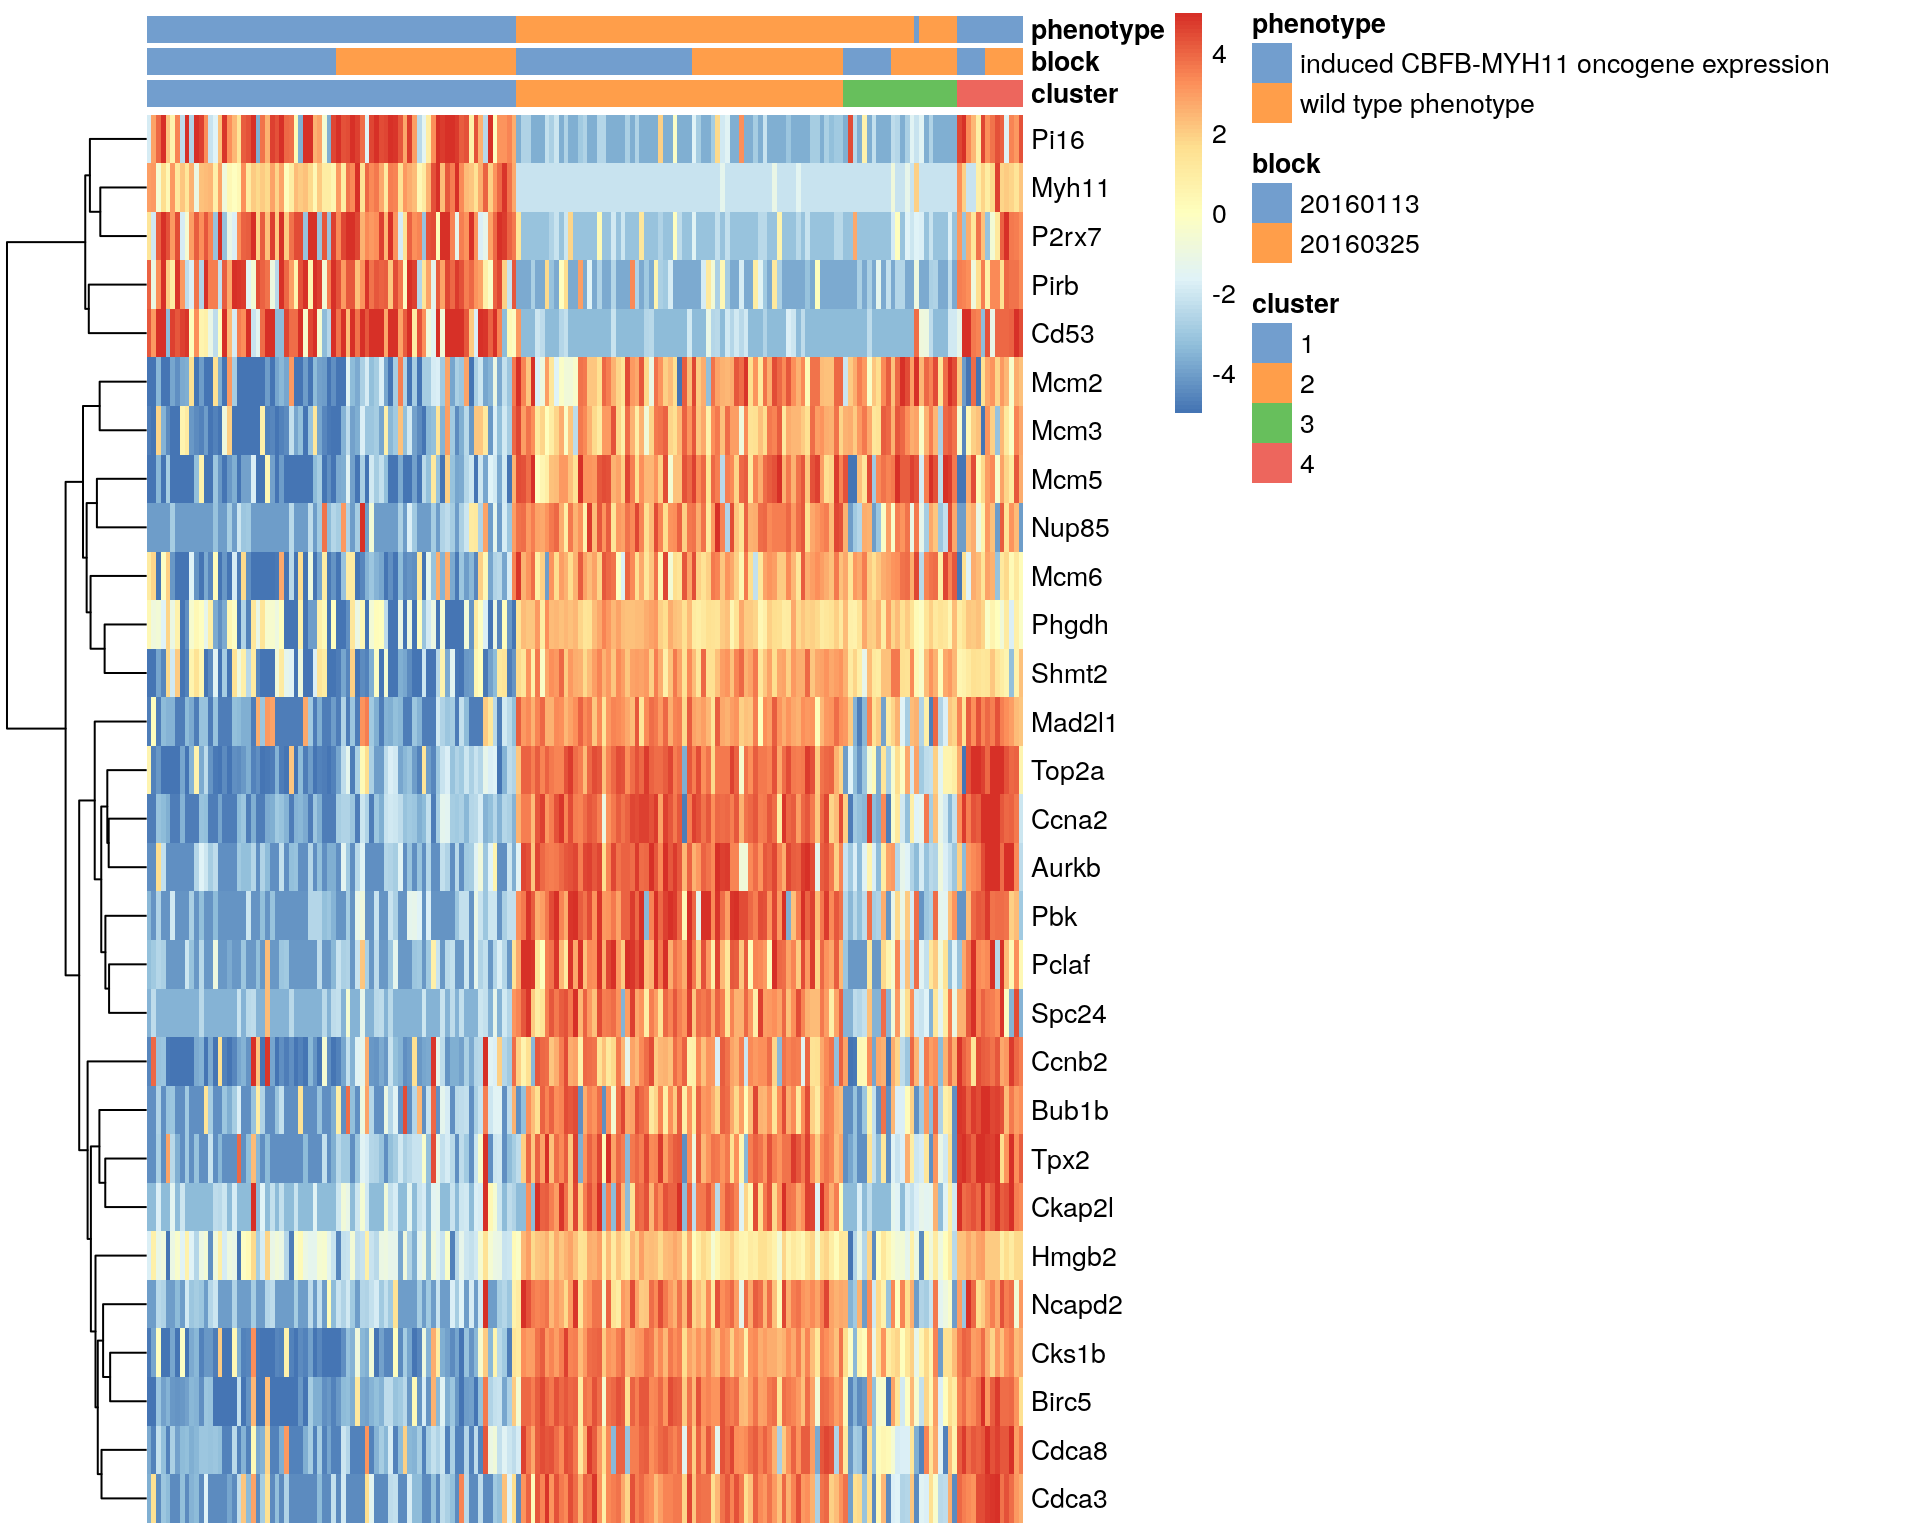 phenotype
block
cluster
Pi16
Myh11
P2rx7
Pirb
Cd53
Mcm2
Mcm3
Mcm5
Nup85
Mcm6
Phgdh
Shmt2
Mad2l1
Top2a
Ccna2
Aurkb
Pbk
Pclaf
Spc24
Ccnb2
Bub1b
Tpx2
Ckap2l
Hmgb2
Ncapd2
Cks1b
Birc5
Cdca8
Cdca3
4
2
0
-2
-4
phenotype
induced CBFB-MYH11 oncogene expression
wild type phenotype
block
20160113
20160325
cluster
1
2
3
4